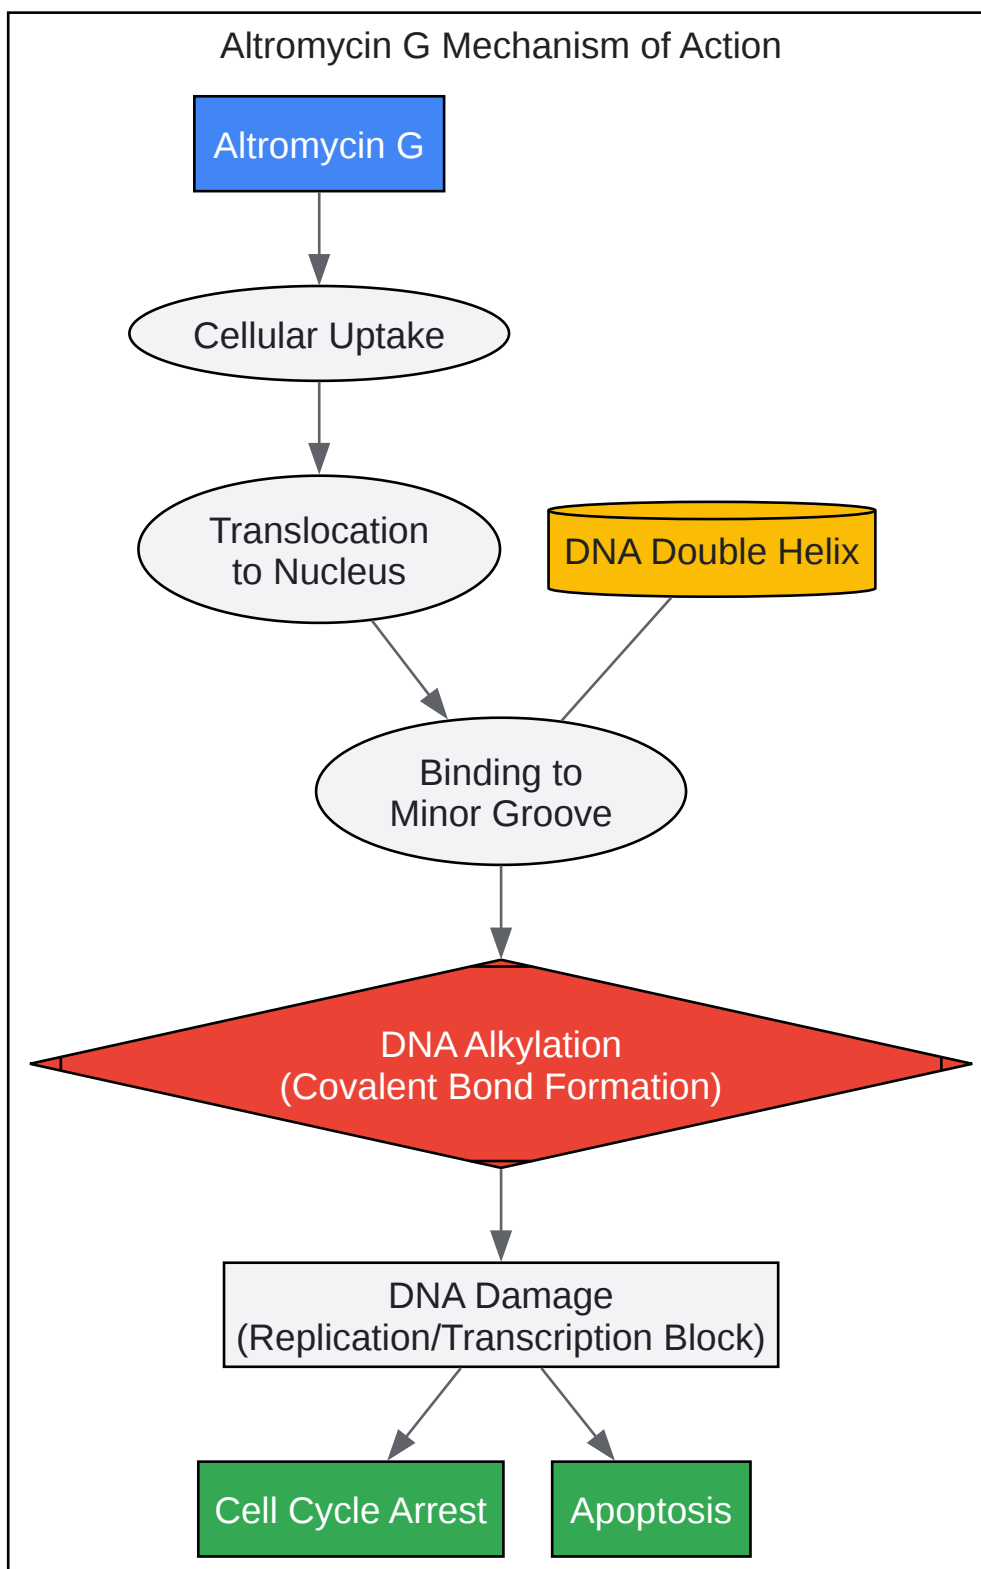 Altromycin G Mechanism of Action
Altromycin G
Cellular Uptake
Translocation
to Nucleus
DNA Double Helix
Binding to
Minor Groove
DNA Alkylation
(Covalent Bond Formation)
DNA Damage
(Replication/Transcription Block)
Cell Cycle Arrest
Apoptosis